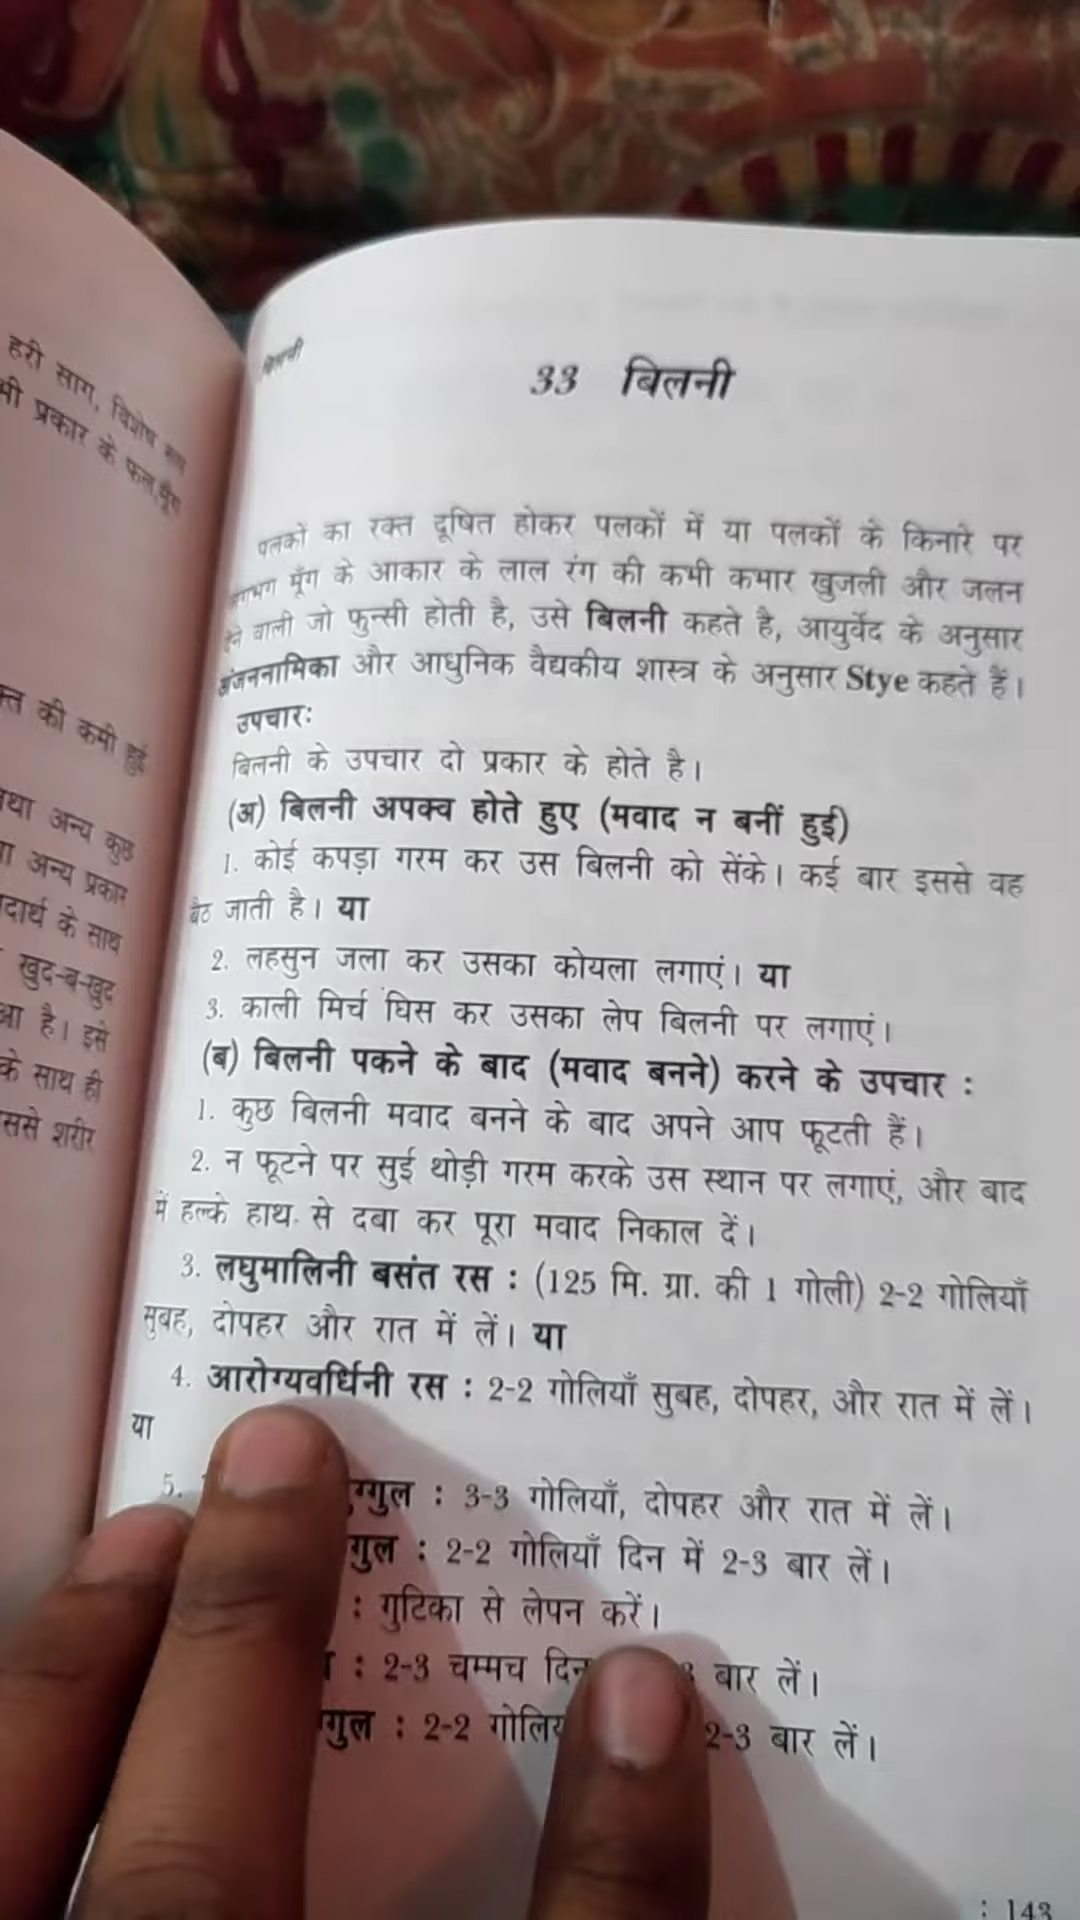 हरी साग, विशेष
भी प्रकार के फल, मूँग
की कमी हुई
तथा अन्य कुछ
अन्य प्रकार
पदार्थ के साथ
खुद-ब-खुद
है। इसे
के साथ ही
शरीर
बिलनी
33 बिलनी
पलकों का रक्त दूषित होकर पलकों में या पलकों के किनारे पर
लगभग मूँग के आकार के लाल रंग की कभी कभार खुजली और जलन
वाली जो फुन्सी होती है, उसे बिलनी कहते है, आयुर्वेद के अनुसार
अंजननामिका और आधुनिक वैद्यकीय शास्त्र के अनुसार Stye कहते हैं।
उपचारः
बिलनी के उपचार दो प्रकार के होते है।
(अ) बिलनी अपक्व होते हुए (मवाद न बनीं हुई)
1. कोई कपड़ा गरम कर उस बिलनी को सेंके। कई बार इससे वह
बैठ जाती है। या
2. लहसुन जला कर उसका कोयला लगाएं। या
3. काली मिर्च घिस कर उसका लेप बिलनी पर लगाएं।
(ब) बिलनी पकने के बाद (मवाद बनने) करने के उपचार :
1. कुछ बिलनी मवाद बनने के बाद अपने आप फूटती हैं।
2. न फूटने पर सुई थोड़ी गरम करके उस स्थान पर लगाएं, और बाद
में हल्के हाथ से दबा कर पूरा मवाद निकाल दें।
3. लघुमालिनी बसंत रस : (125 मि. ग्रा. की 1 गोली) 2-2 गोलियाँ
सुबह, दोपहर और रात में लें। या
4. आरोग्यवर्धिनी रस : 2-2 गोलियाँ सुबह, दोपहर, और रात में लें।
या
5. ग्गुल : 3-3 गोलियाँ, दोपहर और रात में लें।
गुल : 2-2 गोलियाँ दिन में 2-3 बार लें।
: गुटिका से लेपन करें।
: 2-3 चम्मच दिन बार लें।
गुल : 2-2 2-3 बार लें।
: 143